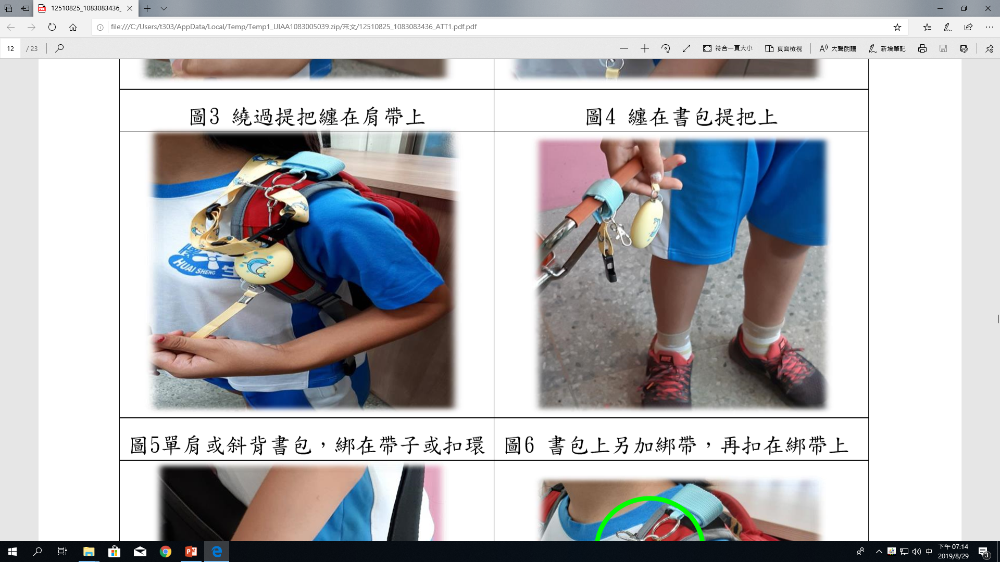 12510825_1083083436_
file:///C:/Users/t303/AppData/Local/Temp/Temp1_UIAA1083005039.zip/來文/12510825_1083083436_ATT1.pdf.pdf
12 / 23
符合一頁大小
頁面檢視
大聲朗讀
新增筆記
圖3 繞過提把纏在肩帶上
圖4 纏在書包提把上
HUAI SHENG
NIKE
圖5單肩或斜背書包，綁在帶子或扣環
圖6 書包上另加綁帶，再扣在綁帶上
中
下午 07:14
2019/8/29
3